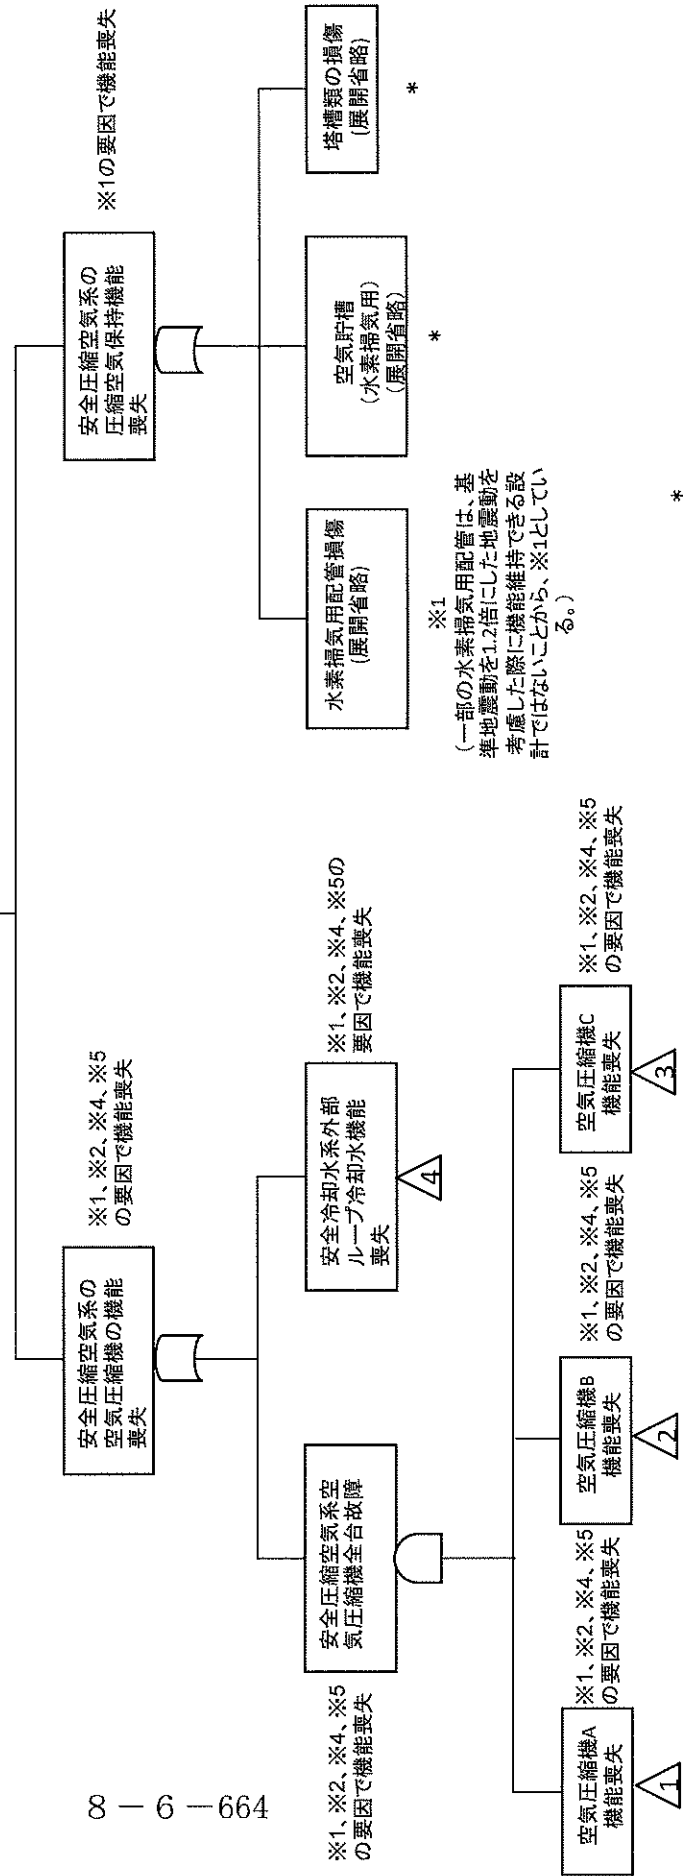 安全圧縮空気系の
空気圧縮機の機能
喪失
※1、※2、※4、※5
の要因で機能喪失
安全圧縮空気系の
圧縮空気保持機能
喪失
※1の要因で機能喪失
※1、※2、※4、※5
の要因で機能喪失
安全圧縮空気系空
気圧縮機全台故障
安全冷却水系外部
ループ冷却水機能
喪失
4
※1、※2、※4、※5の
要因で機能喪失
水素掃気用配管損傷
(展開省略)
※1
(一部の水素掃気用配管は、基
準地震動を1.2倍にした地震動を
考慮した際に機能維持できる設
計ではないことから、※1としてい
る。)
空気貯槽
(水素掃気用)
(展開省略)
*
塔槽類の損傷
(展開省略)
*
空気圧縮機A
機能喪失
1
※1、※2、※4、※5
の要因で機能喪失
空気圧縮機B
機能喪失
2
※1、※2、※4、※5
の要因で機能喪失
空気圧縮機C
機能喪失
3
※1、※2、※4、※5
の要因で機能喪失
*
8-6-664